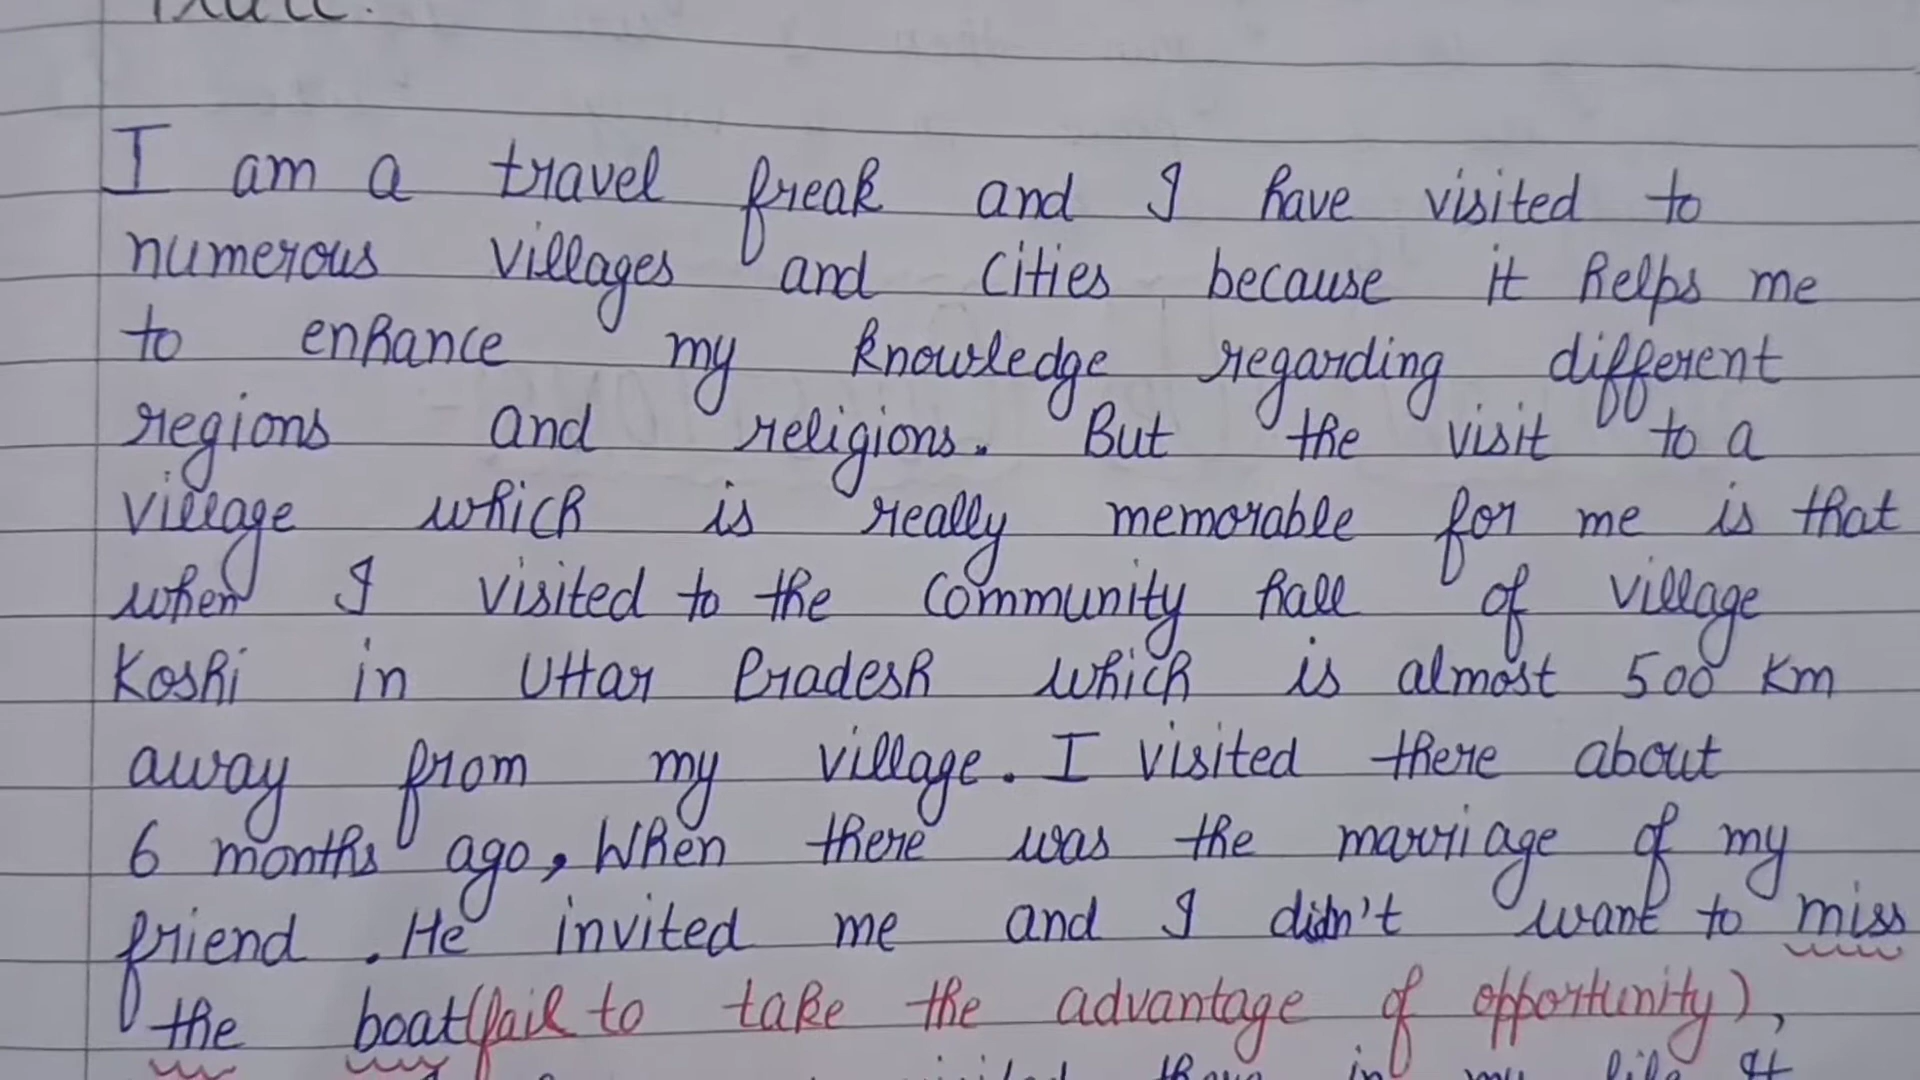 I am a travel freak and I have visited to
numerous villages and cities because it helps me
to enhance my knowledge regarding different
regions and religions. But the visit to a
village which is really memorable for me is that
when I visited to the community hall of village
Koshi in Uttar Pradesh which is almost 500 km
away from my village. I visited there about
6 months ago, When there was the marriage of my
friend. He invited me and I didn't want to miss
the boat (fail to take the advantage of opportunity),
in my life It